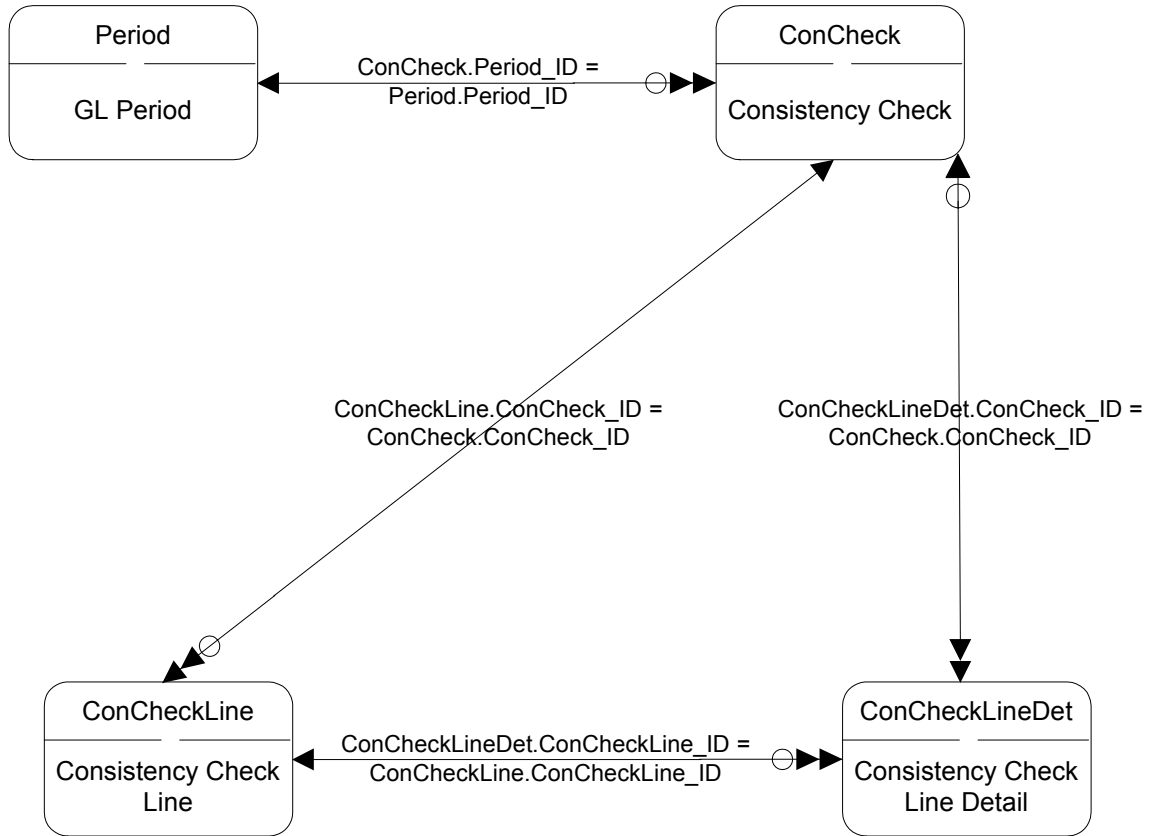 Period
GL Period
ConCheck.Period_ID =
Period.Period_ID
ConCheck
Consistency Check
ConCheckLine.ConCheck_ID =
ConCheck.ConCheck_ID
ConCheckLineDet.ConCheck_ID =
ConCheck.ConCheck_ID
ConCheckLine
Consistency Check
Line
ConCheckLineDet.ConCheckLine_ID =
ConCheckLine.ConCheckLine_ID
ConCheckLineDet
Consistency Check
Line Detail